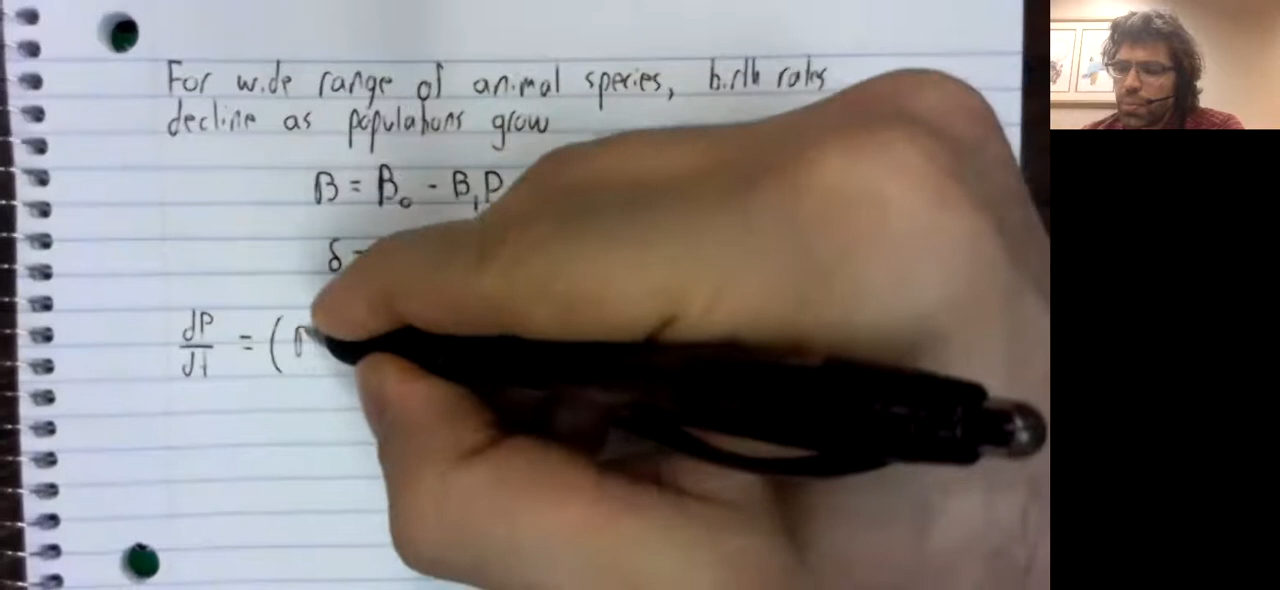 For wide range of animal species, birth rates
decline as populations grow
β = β₀ - β₁P
δ =
dP/dt = (